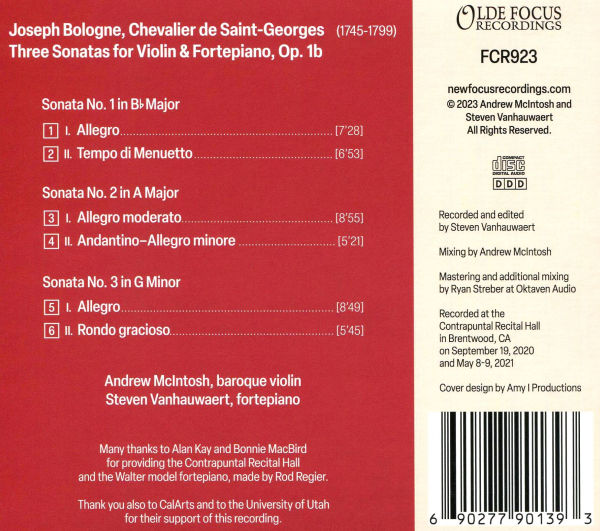 Joseph Bologne, Chevalier de Saint-Georges (1745-1799)
Three Sonatas for Violin & Fortepiano, Op. 1b
Sonata No. 1 in B♭ Major
1 I. Allegro [7'28]
2 II. Tempo di Menuetto [6'53]
Sonata No. 2 in A Major
3 I. Allegro moderato [8'55]
4 II. Andantino–Allegro minore [5'21]
Sonata No. 3 in G Minor
5 I. Allegro [8'49]
6 II. Rondo gracioso [5'45]
Andrew McIntosh, baroque violin
Steven Vanhauwaert, fortepiano
Many thanks to Alan Kay and Bonnie MacBird
for providing the Contrapuntal Recital Hall
and the Walter model fortepiano, made by Rod Regier.
Thank you also to CalArts and to the University of Utah
for their support of this recording.
OLDE FOCUS
RECORDINGS
FCR923
newfocusrecordings.com
© 2023 Andrew McIntosh and
Steven Vanhauwaert
All Rights Reserved.
COMPACT
disc
DIGITAL AUDIO
DDD
Recorded and edited
by Steven Vanhauwaert
Mixing by Andrew McIntosh
Mastering and additional mixing
by Ryan Streber at Oktaven Audio
Recorded at the
Contrapuntal Recital Hall
in Brentwood, CA
on September 19, 2020
and May 8-9, 2021
Cover design by Amy I Productions
6 90277 90139 3